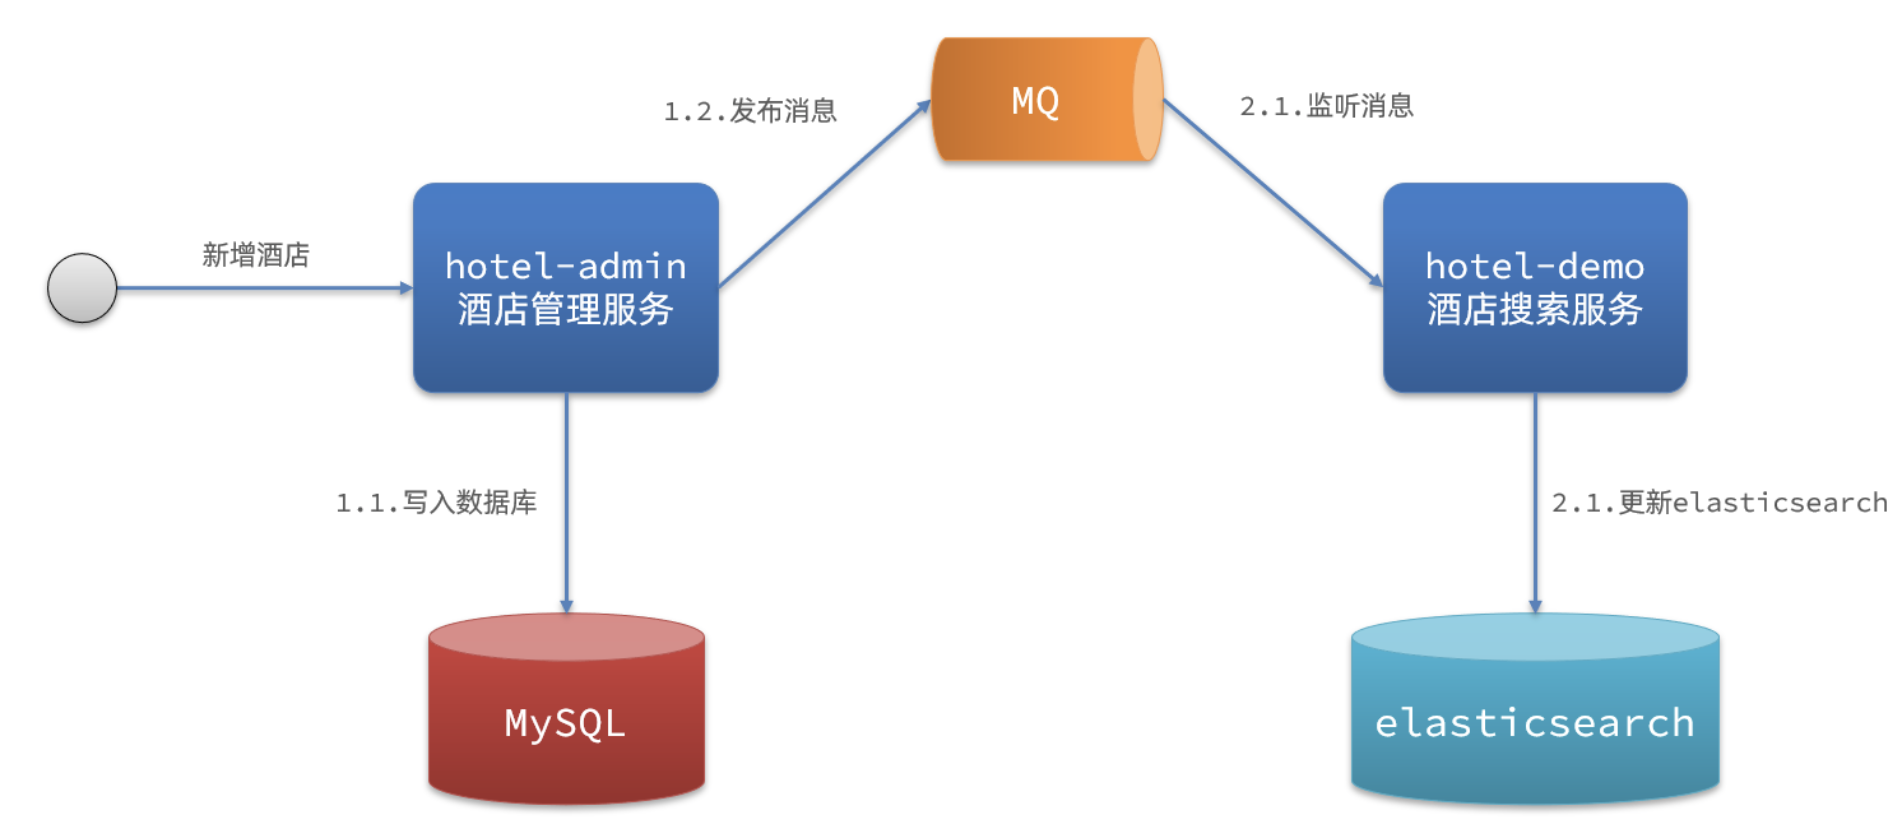 MQ
1.2.发布消息
2.1.监听消息
新增酒店
hotel-admin
酒店管理服务
hotel-demo
酒店搜索服务
1.1.写入数据库
2.1.更新elasticsearch
MySQL
elasticsearch